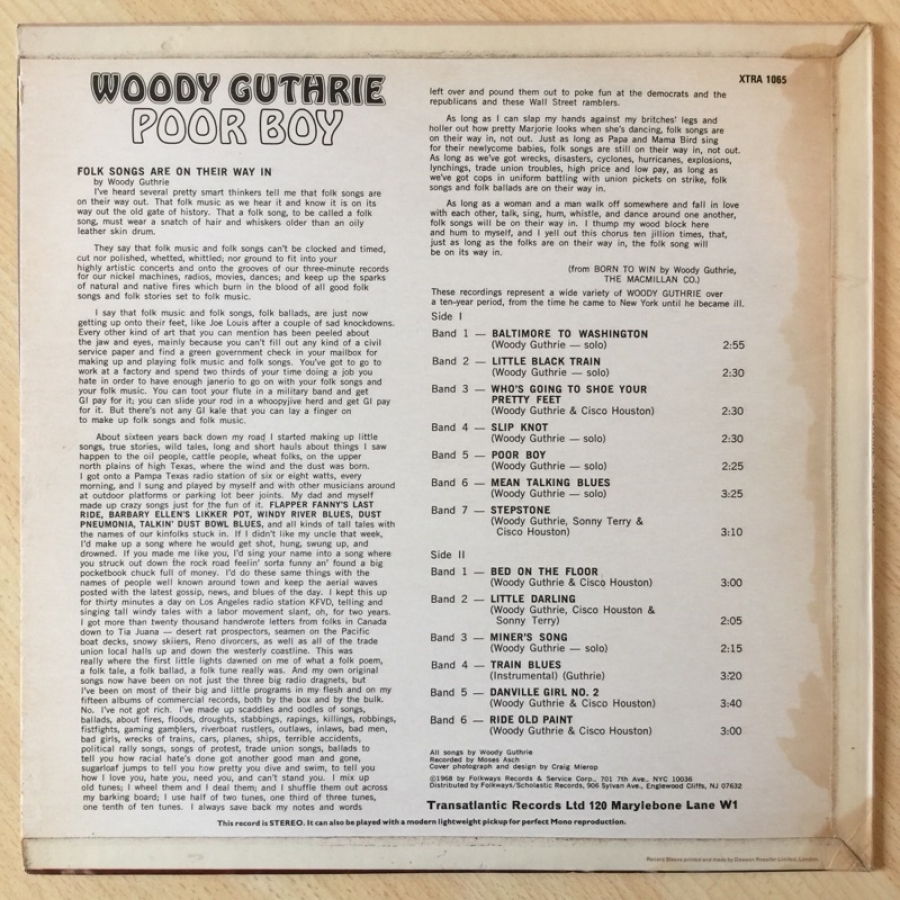 WOODY GUTHRIE
POOR BOY
FOLK SONGS ARE ON THEIR WAY IN
by Woody Guthrie
I've heard several pretty smart thinkers tell me that folk songs are
on their way out. That folk music as we hear it and know it is on its
way out the old gate of history. That a folk song, to be called a folk
song, must wear a snatch of hair and whiskers older than an oily
leather skin drum.
They say that folk music and folk songs can't be clocked and timed,
cut nor polished, whetted, whittled; nor ground to fit into your
highly artistic concerts and onto the grooves of our three-minute records
for our nickel machines, radios, movies, dances; and keep up the sparks
of natural and native fires which burn in the blood of all good folk
songs and folk stories set to folk music.
I say that folk music and folk songs, folk ballads, are just now
getting up onto their feet, like Joe Louis after a couple of sad knockdowns.
Every other kind of art that you can mention has been peeled about
the jaw and eyes, mainly because you can't fill out any kind of a civil
service paper and find a green government check in your mailbox for
making up and playing folk music and folk songs. You've got to go to
work at a factory and spend two thirds of your time doing a job you
hate in order to have enough janerio to go on with your folk songs and
your folk music. You can toot your flute in a military band and get
GI pay for it; you can slide your rod in a whoopyjive herd and get GI pay
for it. But there's not any GI kale that you can lay a finger on
to make up folk songs and folk music.
About sixteen years back down my road I started making up little
songs, true stories, wild tales, long and short hauls about things I saw
happen to the oil people, cattle people, wheat folks, on the upper
north plains of high Texas, where the wind and the dust was born.
I got onto a Pampa Texas radio station of six or eight watts, every
morning, and I sung and played by myself and with other musicians around
at outdoor platforms or parking lot beer joints. My dad and myself
made up crazy songs just for the fun of it. FLAPPER FANNY'S LAST
RIDE, BARBARY ELLEN'S LIKKER POT, WINDY RIVER BLUES, DUST
PNEUMONIA, TALKIN' DUST BOWL BLUES, and all kinds of tall tales with
the names of our kinfolks stuck in. If I didn't like my uncle that week,
I'd make up a song where he would get shot, hung, swung up, and
drowned. If you made me like you, I'd sing your name into a song where
you struck out down the rock road feelin' sorta funny an' found a big
pocketbook chuck full of money. I'd do these same things with the
names of people well known around town and keep the aerial waves
posted with the latest gossip, news, and blues of the day. I kept this up
for thirty minutes a day on Los Angeles radio station KFVD, telling and
singing tall windy tales with a labor movement slant, oh, for two years.
I got more than twenty thousand handwrote letters from folks in Canada
down to Tia Juana — desert rat prospectors, seamen on the Pacific
boat decks, snowy skiiers, Reno divorcers, as well as all of the trade
union local halls up and down the westerly coastline. This was
really where the first little lights dawned on me of what a folk poem,
a folk tale, a folk ballad, a folk tune really was. And my own original
songs now have been on not just the three big radio dragnets, but
I've been on most of their big and little programs in my flesh and on my
fifteen albums of commercial records, both by the box and by the bulk.
No. I've not got rich. I've made up scaddles and oodles of songs,
ballads, about fires, floods, droughts, stabbings, rapings, killings, robbings,
fistfights, gaming gamblers, riverboat rustlers, outlaws, inlaws, bad men,
bad girls, wrecks of trains, cars, planes, ships, terrible accidents,
political rally songs, songs of protest, trade union songs, ballads to
tell you how racial hate's done got another good man and gone,
sugarloaf jumps to tell you how pretty you dive and swim, to tell you
how I love you, hate you, need you, and can't stand you. I mix up
old tunes; I wheel them and I deal them; and I shuffle them out across
my barking board; I use half of two tunes, one third of three tunes,
one tenth of ten tunes. I always save back my notes and words
XTRA 1065
left over and pound them out to poke fun at the democrats and the
republicans and these Wall Street ramblers.
As long as I can slap my hands against my britches' legs and
holler out how pretty Marjorie looks when she's dancing, folk songs are
on their way in, not out. Just as long as Papa and Mama Bird sing
for their newlycome babies, folk songs are still on their way in, not out.
As long as we've got wrecks, disasters, cyclones, hurricanes, explosions,
lynchings, trade union troubles, high price and low pay, as long as
we've got cops in uniform battling with union pickets on strike, folk
songs and folk ballads are on their way in.
As long as a woman and a man walk off somewhere and fall in love
with each other, talk, sing, hum, whistle, and dance around one another,
folk songs will be on their way in. I thump my wood block here
and hum to myself, and I yell out this chorus ten jillion times, that,
just as long as the folks are on their way in, the folk song will
be on its way in.
(from BORN TO WIN by Woody Guthrie,
THE MACMILLAN CO.)
These recordings represent a wide variety of WOODY GUTHRIE over
a ten-year period, from the time he came to New York until he became ill.
Side I
Band 1 — BALTIMORE TO WASHINGTON
(Woody Guthrie — solo) 2:55
Band 2 — LITTLE BLACK TRAIN
(Woody Guthrie — solo) 2:30
Band 3 — WHO'S GOING TO SHOE YOUR
PRETTY FEET
(Woody Guthrie & Cisco Houston) 2:30
Band 4 — SLIP KNOT
(Woody Guthrie — solo) 2:30
Band 5 — POOR BOY
(Woody Guthrie — solo) 2:25
Band 6 — MEAN TALKING BLUES
(Woody Guthrie — solo) 3:25
Band 7 — STEPSTONE
(Woody Guthrie, Sonny Terry &
Cisco Houston) 3:10
Side II
Band 1 — BED ON THE FLOOR
(Woody Guthrie & Cisco Houston) 3:00
Band 2 — LITTLE DARLING
(Woody Guthrie, Cisco Houston &
Sonny Terry) 2:05
Band 3 — MINER'S SONG
(Woody Guthrie — solo) 2:15
Band 4 — TRAIN BLUES
(Instrumental) (Guthrie) 3:20
Band 5 — DANVILLE GIRL NO. 2
(Woody Guthrie & Cisco Houston) 3:40
Band 6 — RIDE OLD PAINT
(Woody Guthrie & Cisco Houston) 3:00
All songs by Woody Guthrie
Recorded by Moses Asch
Cover photograph and design by Craig Mierop
©1968 by Folkways Records & Service Corp., 701 7th Ave., NYC 10036
Distributed by Folkways/Scholastic Records, 906 Sylvan Ave., Englewood Cliffs, NJ 07632
Transatlantic Records Ltd 120 Marylebone Lane W1
This record is STEREO. It can also be played with a modern lightweight pickup for perfect Mono reproduction.
Record Sleeve printed and made by Limited, London